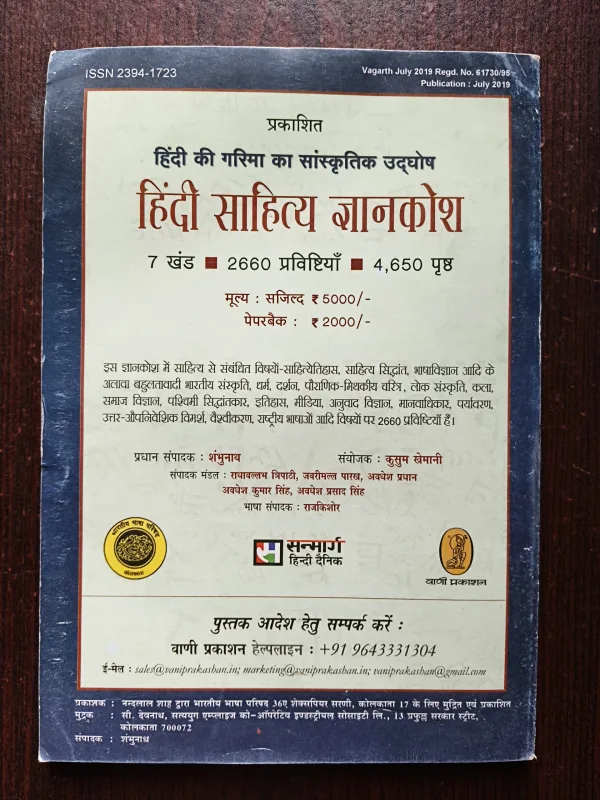 ISSN 2394-1723
Vagarth July 2019 Regd. No. 61730/95
Publication : July 2019
प्रकाशित
हिंदी की गरिमा का सांस्कृतिक उद्घोष
हिंदी साहित्य ज्ञानकोश
7 खंड ■ 2660 प्रविष्टियाँ ■ 4,650 पृष्ठ
मूल्य : सजिल्द ₹ 5000/-
पेपरबैक : ₹ 2000/-
इस ज्ञानकोश में साहित्य से संबंधित विषयों-साहित्येतिहास, साहित्य सिद्धांत, भाषाविज्ञान आदि के
अलावा बहुलतावादी भारतीय संस्कृति, धर्म, दर्शन, पौराणिक-मिथकीय चरित्र, लोक संस्कृति, कला,
समाज विज्ञान, पश्चिमी सिद्धांतकार, इतिहास, मीडिया, अनुवाद विज्ञान, मानवाधिकार, पर्यावरण,
उत्तर-औपनिवेशिक विमर्श, वैश्वीकरण, राष्ट्रीय भाषाओं आदि विषयों पर 2660 प्रविष्टियाँ हैं।
प्रधान संपादक : शंभुनाथ संयोजक : कुसुम खेमानी
संपादक मंडल : राधावल्लभ त्रिपाठी, जवरीमल्ल पारख, अवधेश प्रधान
अवधेश कुमार सिंह, अवधेश प्रसाद सिंह
भाषा संपादक : राजकिशोर
भारतीय भाषा परिषद
कोलकाता
सन्मार्ग
हिन्दी दैनिक
वाणी प्रकाशन
पुस्तक आदेश हेतु सम्पर्क करें :
वाणी प्रकाशन हेल्पलाइन : +91 9643331304
ई-मेल : sales@vaniprakashan.in; marketing@vaniprakashan.in; vaniprakashan@gmail.com
प्रकाशक : नन्दलाल शाह द्वारा भारतीय भाषा परिषद 36ए शेक्सपियर सरणी, कोलकाता 17 के लिए मुद्रित एवं प्रकाशित
मुद्रक : सी. देवनाथ, सत्ययुग एम्प्लाइज को-ऑपरेटिव इण्डस्ट्रीयल सोसाइटी लि., 13 प्रफुल्ल सरकार स्ट्रीट,
कोलकाता 700072
संपादक : शंभुनाथ